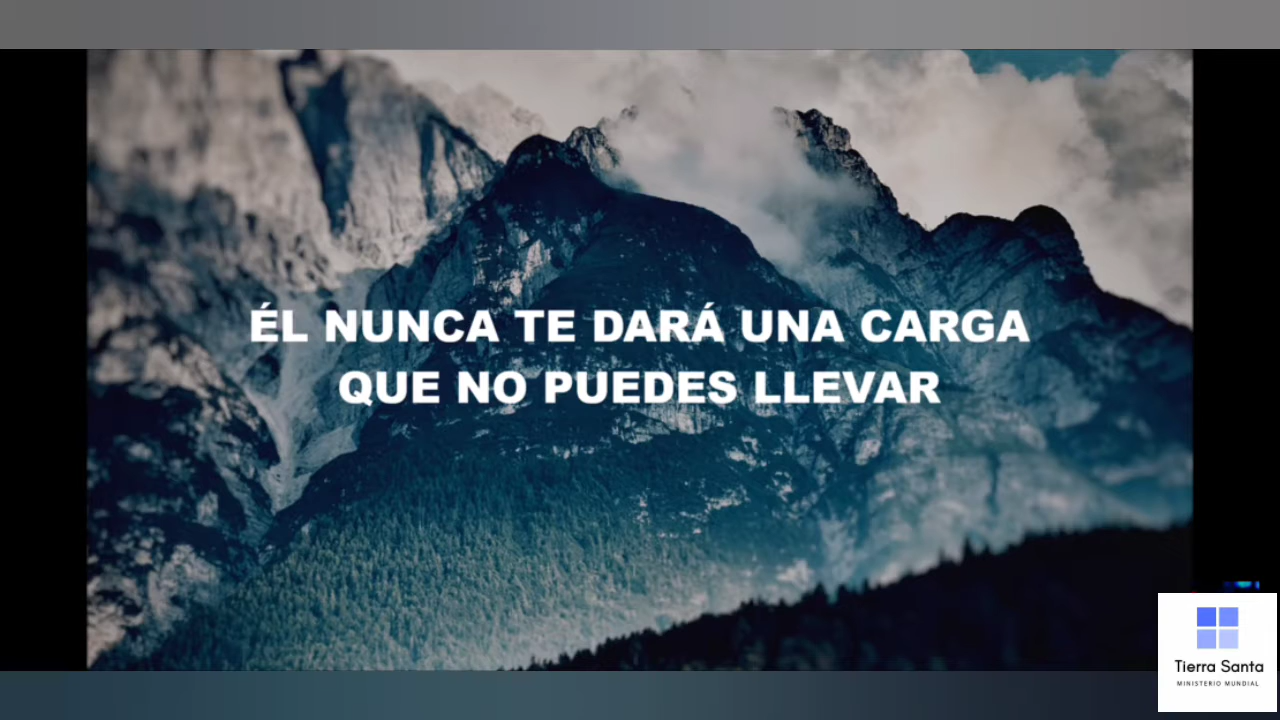 ÉL NUNCA TE DARÁ UNA CARGA
QUE NO PUEDES LLEVAR
Tierra Santa
MINISTERIO MUNDIAL